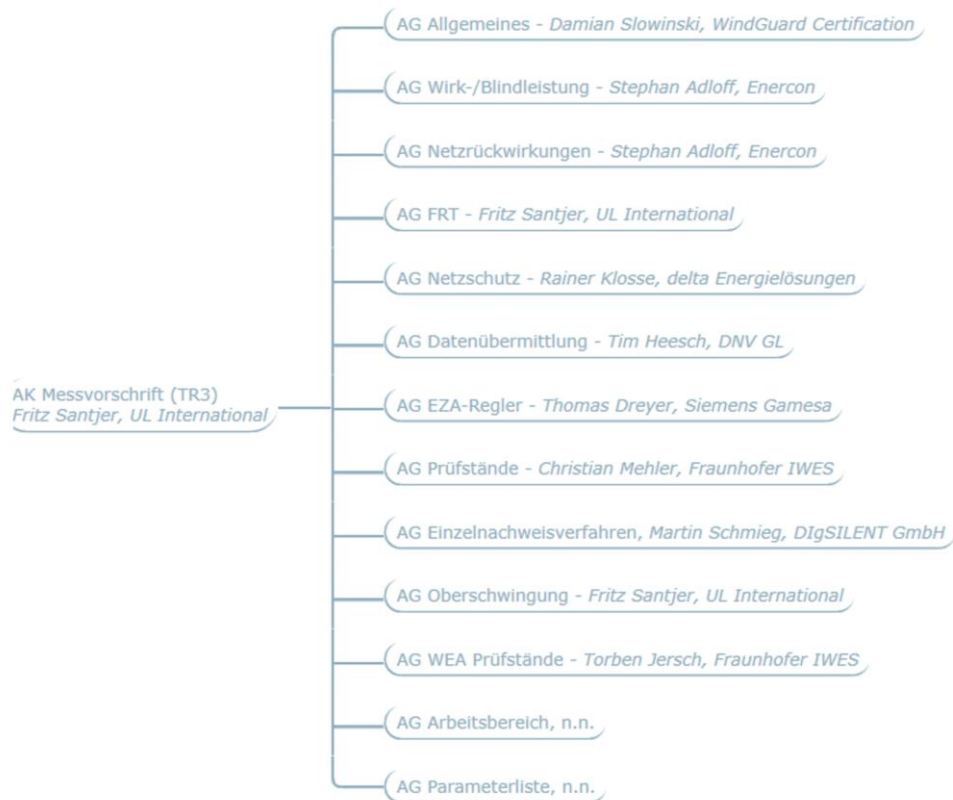 AG Allgemeines - Damian Slowinski, WindGuard Certification
AG Wirk-/Blindleistung - Stephan Adloff, Enercon
AG Netzrückwirkungen - Stephan Adloff, Enercon
AG FRT - Fritz Santjer, UL International
AG Netzschutz - Rainer Klosse, delta Energielösungen
AG Datenübermittlung - Tim Heesch, DNV GL
AK Messvorschrift (TR3)
Fritz Santjer, UL International
AG EZA-Regler - Thomas Dreyer, Siemens Gamesa
AG Prüfstände - Christian Mehler, Fraunhofer IWES
AG Einzelnachweisverfahren, Martin Schmieg, DIgSILENT GmbH
AG Oberschwingung - Fritz Santjer, UL International
AG WEA Prüfstände - Torben Jersch, Fraunhofer IWES
AG Arbeitsbereich, n.n.
AG Parameterliste, n.n.